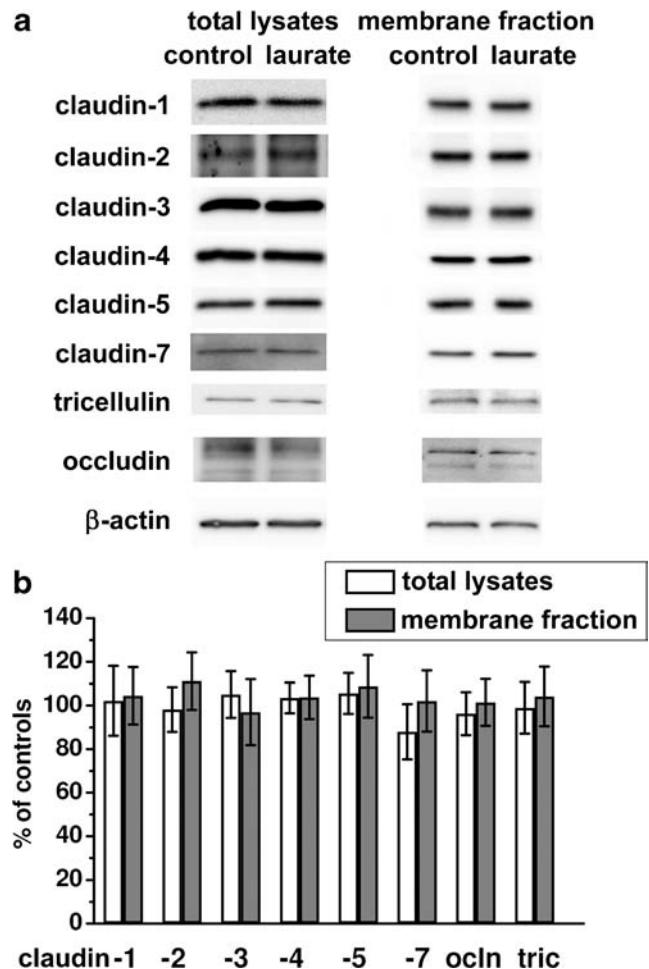 a
total lysates membrane fraction
control laurate control laurate
claudin-1
claudin-2
claudin-3
claudin-4
claudin-5
claudin-7
tricellulin
occludin
β-actin
b
total lysates
membrane fraction
% of controls
140
120
100
80
60
40
20
0
claudin -1 -2 -3 -4 -5 -7 ocln tric